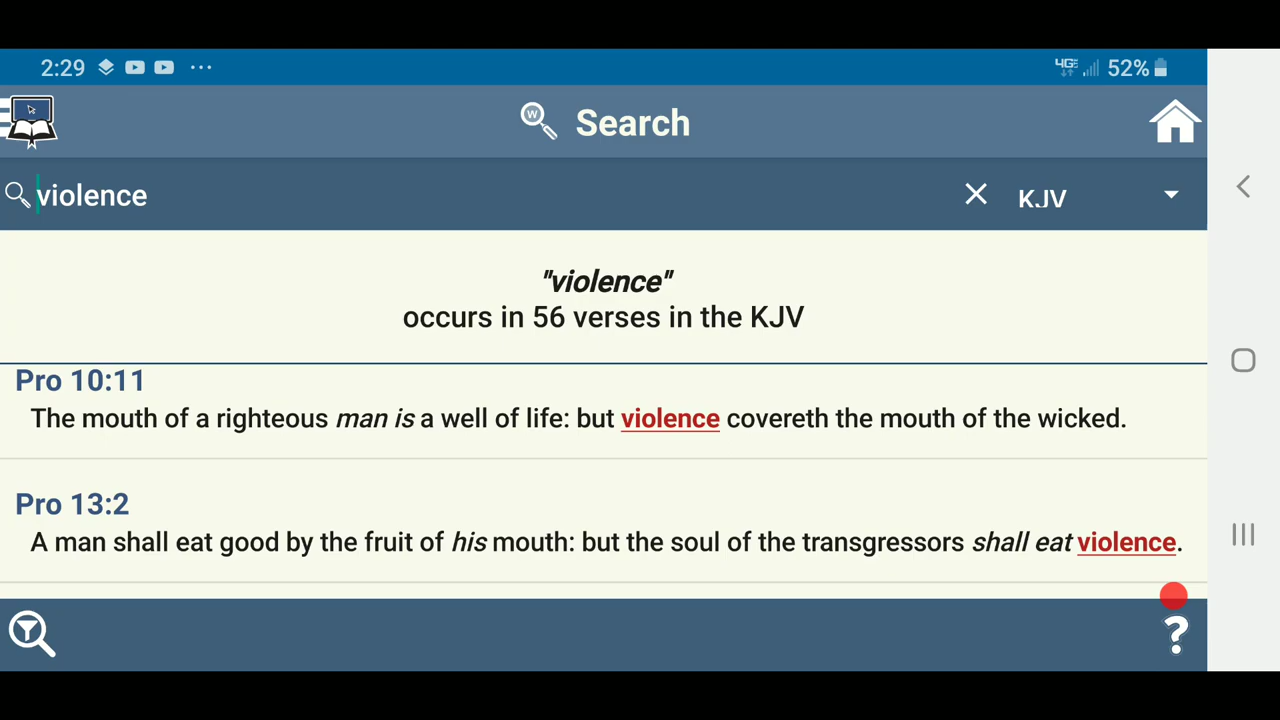 2:29 ... 4GE 52%
W Search
violence KJV
"violence"
occurs in 56 verses in the KJV
Pro 10:11
The mouth of a righteous man is a well of life: but violence covereth the mouth of the wicked.
Pro 13:2
A man shall eat good by the fruit of his mouth: but the soul of the transgressors shall eat violence.
?